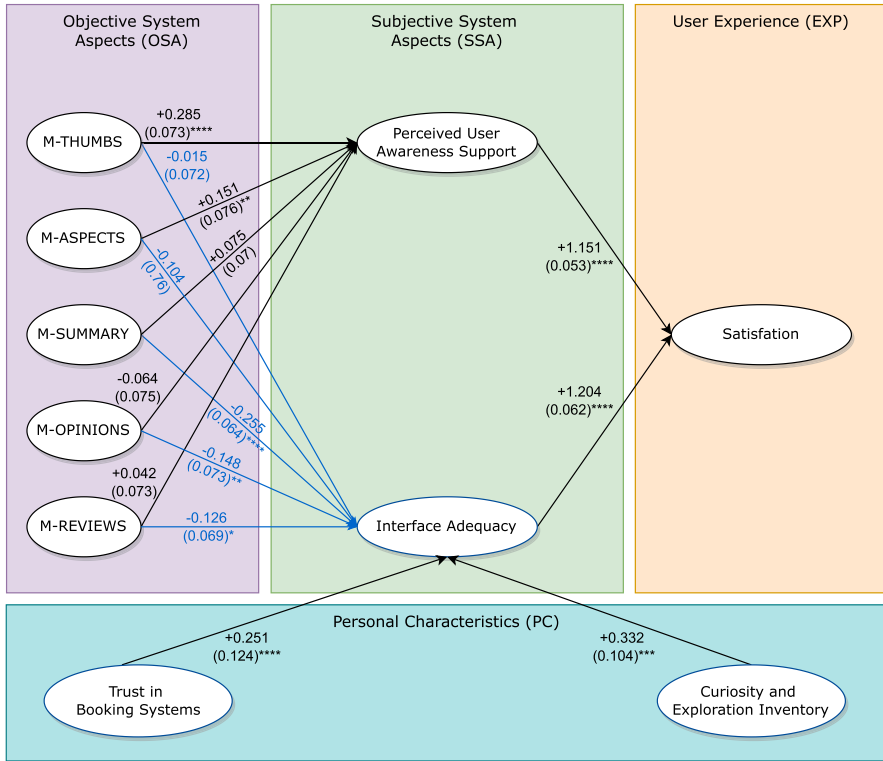 Objective System
Aspects (OSA)
Subjective System
Aspects (SSA)
User Experience (EXP)
M-THUMBS
+0.285
(0.073)****
-0.015
(0.072)
Perceived User
Awareness Support
M-ASPECTS
+0.151
(0.076)**
-0.104
(0.76)
+0.075
(0.07)
+1.151
(0.053)****
M-SUMMARY
Satisfation
-0.064
(0.075)
-0.255
(0.064)****
+1.204
(0.062)****
M-OPINIONS
-0.148
(0.073)**
+0.042
(0.073)
M-REVIEWS
-0.126
(0.069)*
Interface Adequacy
Personal Characteristics (PC)
+0.251
(0.124)****
+0.332
(0.104)***
Trust in
Booking Systems
Curiosity and
Exploration Inventory